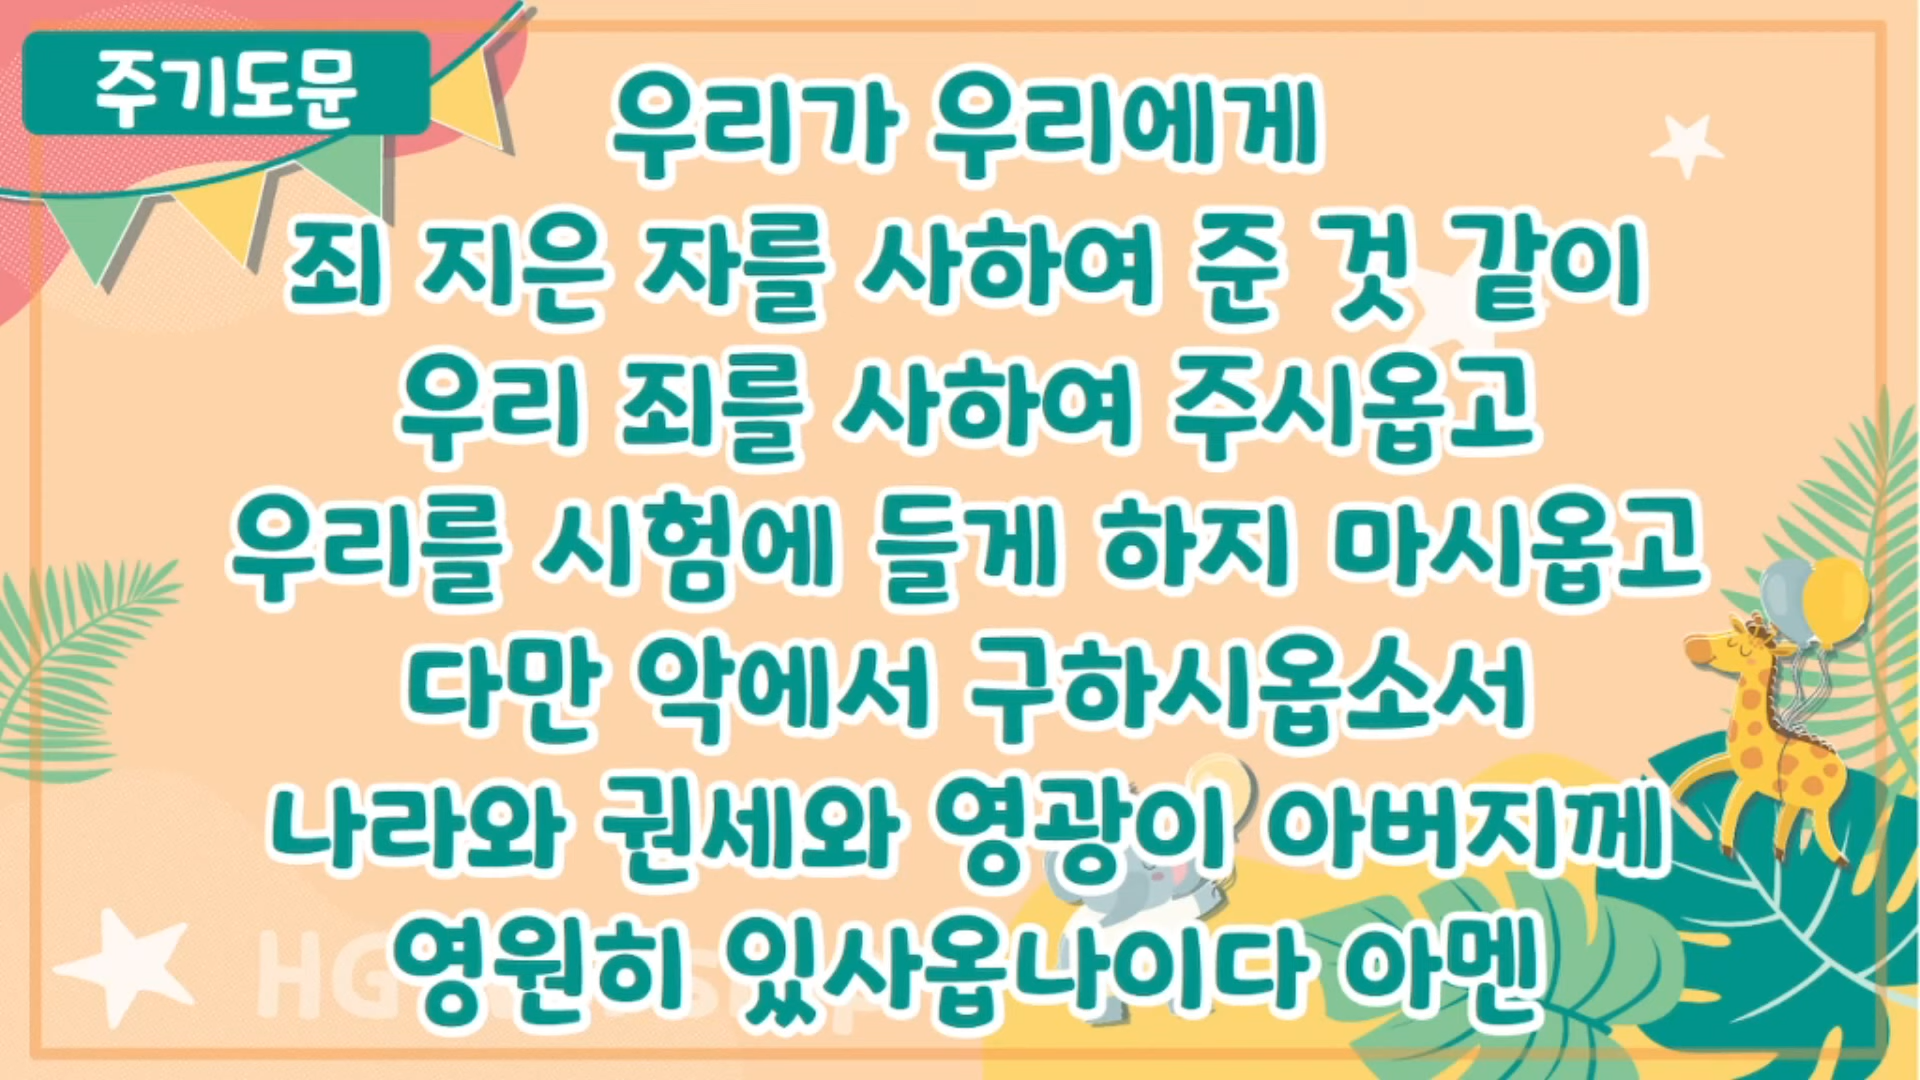 주기도문
우리가 우리에게
죄 지은 자를 사하여 준 것 같이
우리 죄를 사하여 주시옵고
우리를 시험에 들게 하지 마시옵고
다만 악에서 구하시옵소서
나라와 권세와 영광이 아버지께
영원히 있사옵나이다 아멘
HG